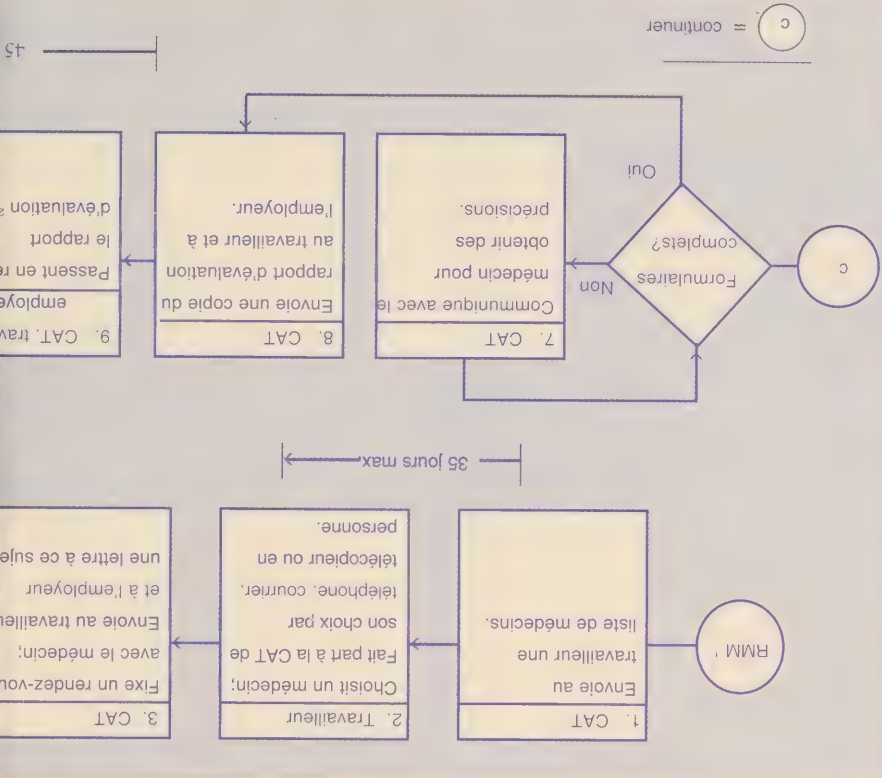 RMM ¹
1. CAT
Envoie au
travailleur une
liste de médecins.
2. Travailleur
Choisit un médecin;
Fait part à la CAT de
son choix par
téléphone. courrier.
télécopieur ou en
personne.
3. CAT
Fixe un rendez-vou
avec le médecin;
Envoie au travailleu
et à l'employeur
une lettre à ce suje
35 jours max.
c
Formulaires
complets?
Non
Oui
7. CAT
Communique avec le
médecin pour
obtenir des
précisions.
8. CAT
Envoie une copie du
rapport d'évaluation
au travailleur et à
l'employeur.
9. CAT. trav
employe
Passent en re
le rapport
d'évaluation ²
45
c = continuer